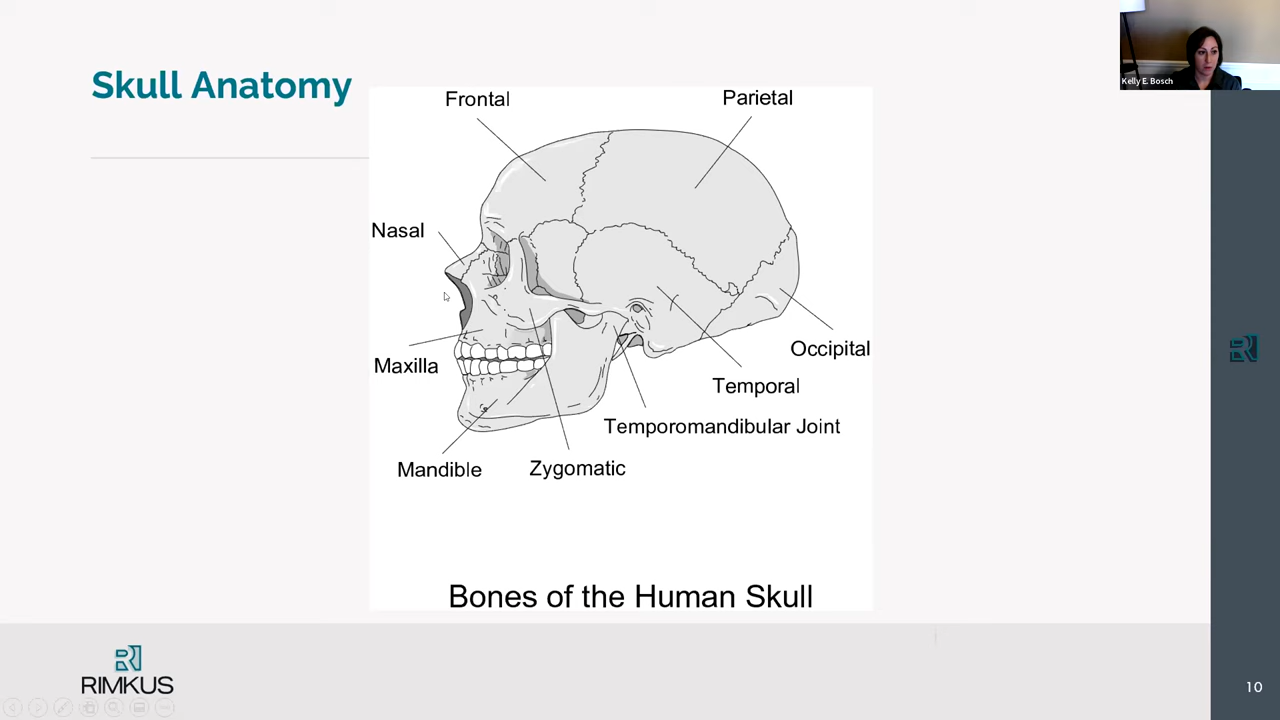 Kelly E. Bosch
Skull Anatomy
Frontal
Parietal
Nasal
Maxilla
Occipital
Temporal
Temporomandibular Joint
Mandible
Zygomatic
Bones of the Human Skull
RIMKUS
10